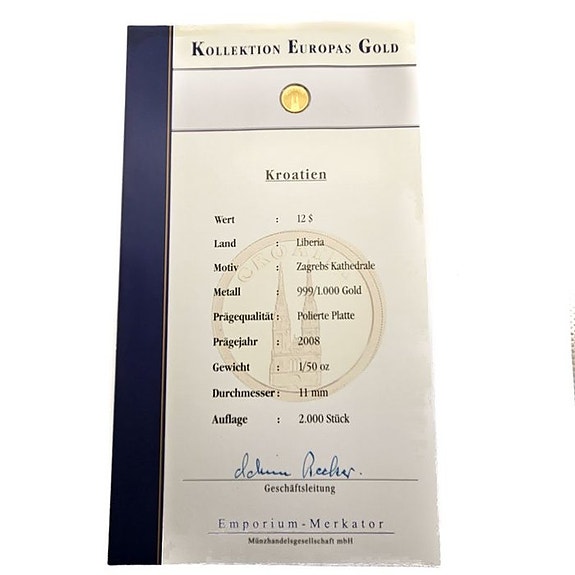 Kollektion Europas Gold
Kroatien
Wert : 12 $
Land : Liberia
Motiv : Zagrebs Kathedrale
Metall : 999/1.000 Gold
Prägequalität : Polierte Platte
Prägejahr : 2008
Gewicht : 1/50 oz
Durchmesser : 11 mm
Auflage : 2.000 Stück
Geschäftsleitung
Emporium-Merkator
Münzhandelsgesellschaft mbH